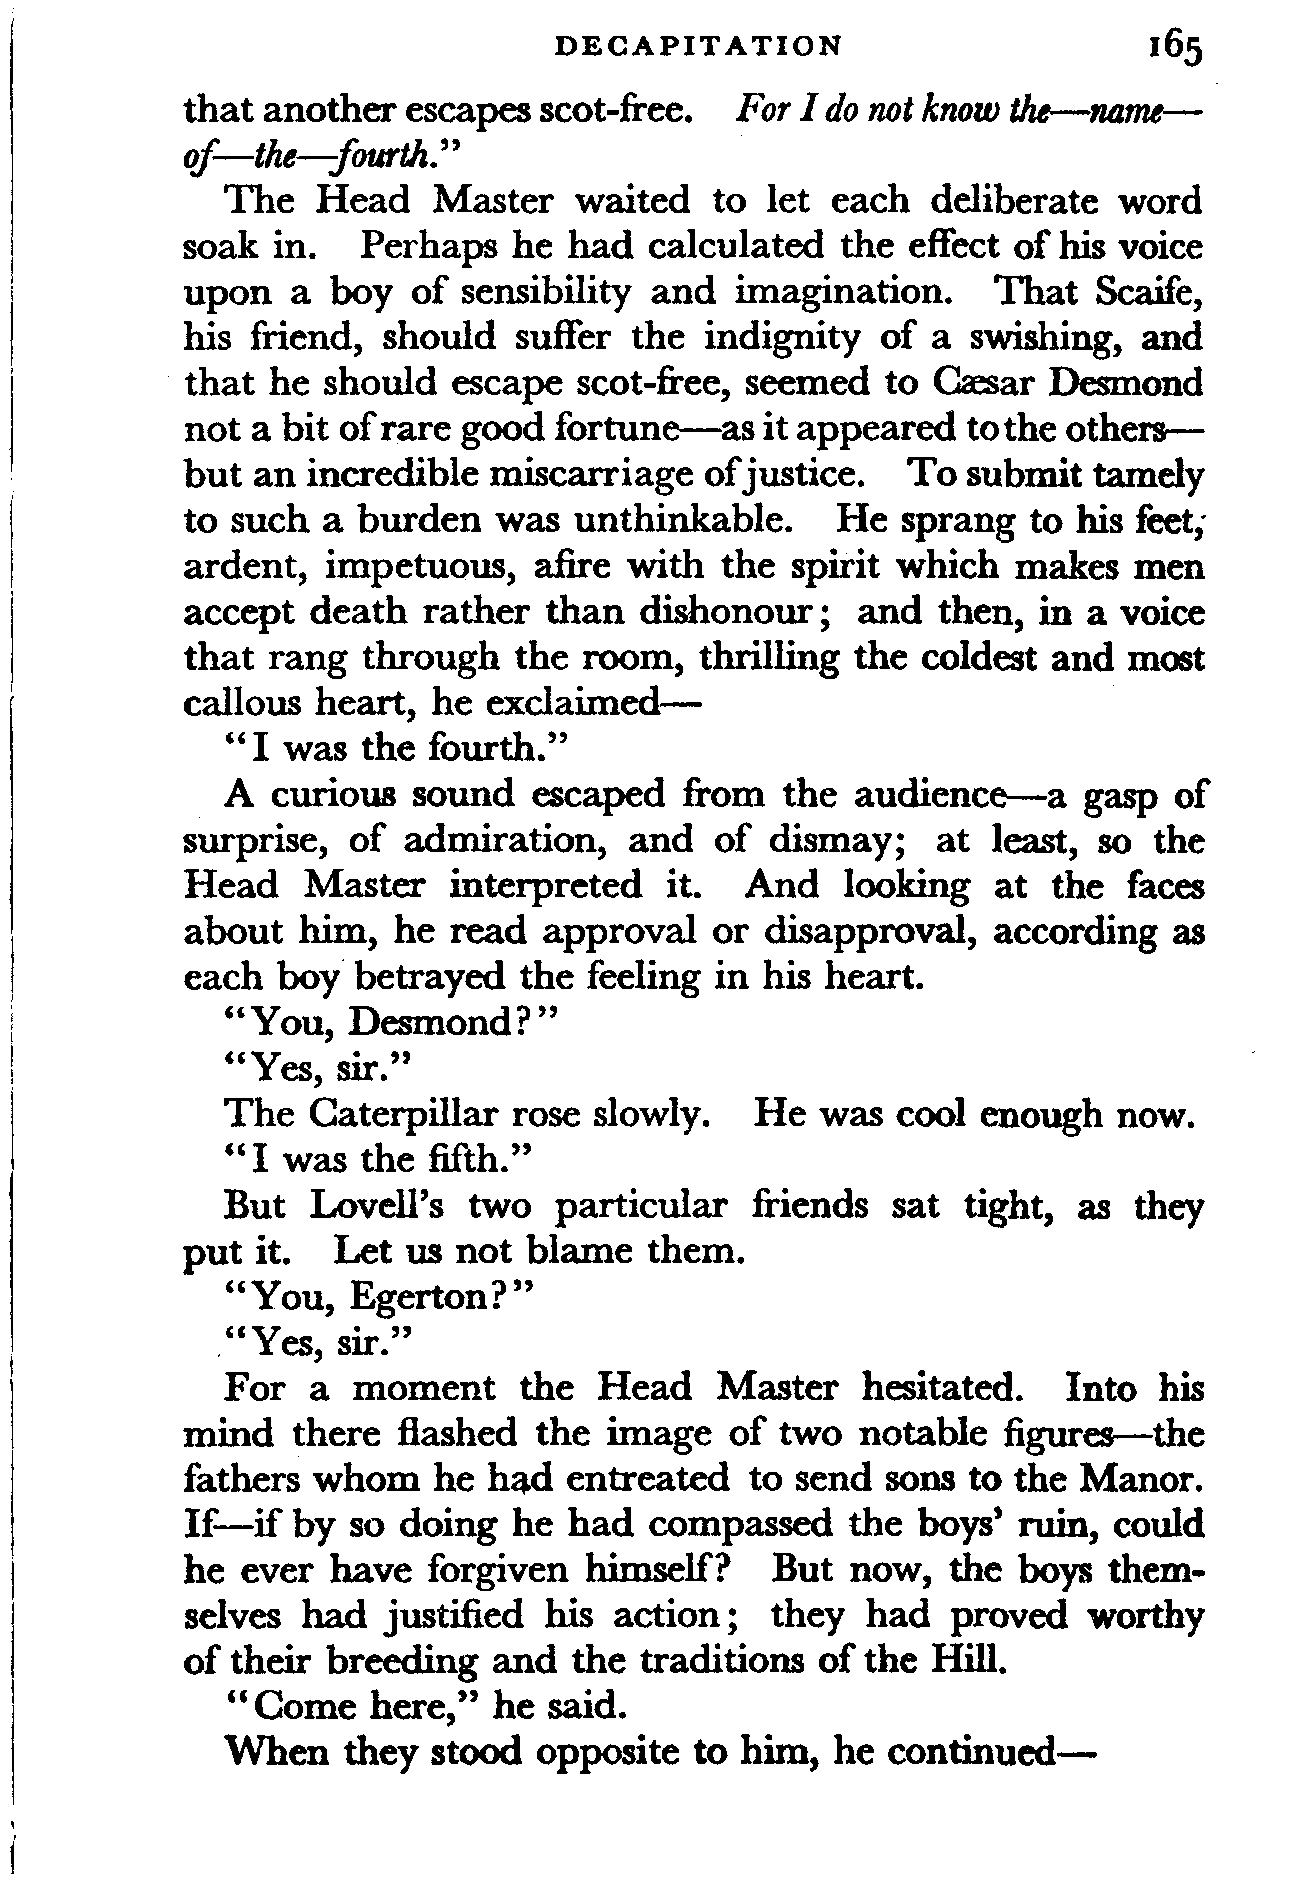 DECAPITATION 165
that another escapes scot-free. For I do not know the—name—
of—the—fourth."
The Head Master waited to let each deliberate word
soak in. Perhaps he had calculated the effect of his voice
upon a boy of sensibility and imagination. That Scaife,
his friend, should suffer the indignity of a swishing, and
that he should escape scot-free, seemed to Cæsar Desmond
not a bit of rare good fortune—as it appeared to the others—
but an incredible miscarriage of justice. To submit tamely
to such a burden was unthinkable. He sprang to his feet,
ardent, impetuous, afire with the spirit which makes men
accept death rather than dishonour; and then, in a voice
that rang through the room, thrilling the coldest and most
callous heart, he exclaimed—
"I was the fourth."
A curious sound escaped from the audience—a gasp of
surprise, of admiration, and of dismay; at least, so the
Head Master interpreted it. And looking at the faces
about him, he read approval or disapproval, according as
each boy betrayed the feeling in his heart.
"You, Desmond?"
"Yes, sir."
The Caterpillar rose slowly. He was cool enough now.
"I was the fifth."
But Lovell's two particular friends sat tight, as they
put it. Let us not blame them.
"You, Egerton?"
"Yes, sir."
For a moment the Head Master hesitated. Into his
mind there flashed the image of two notable figures—the
fathers whom he had entreated to send sons to the Manor.
If—if by so doing he had compassed the boys' ruin, could
he ever have forgiven himself? But now, the boys them-
selves had justified his action; they had proved worthy
of their breeding and the traditions of the Hill.
"Come here," he said.
When they stood opposite to him, he continued—